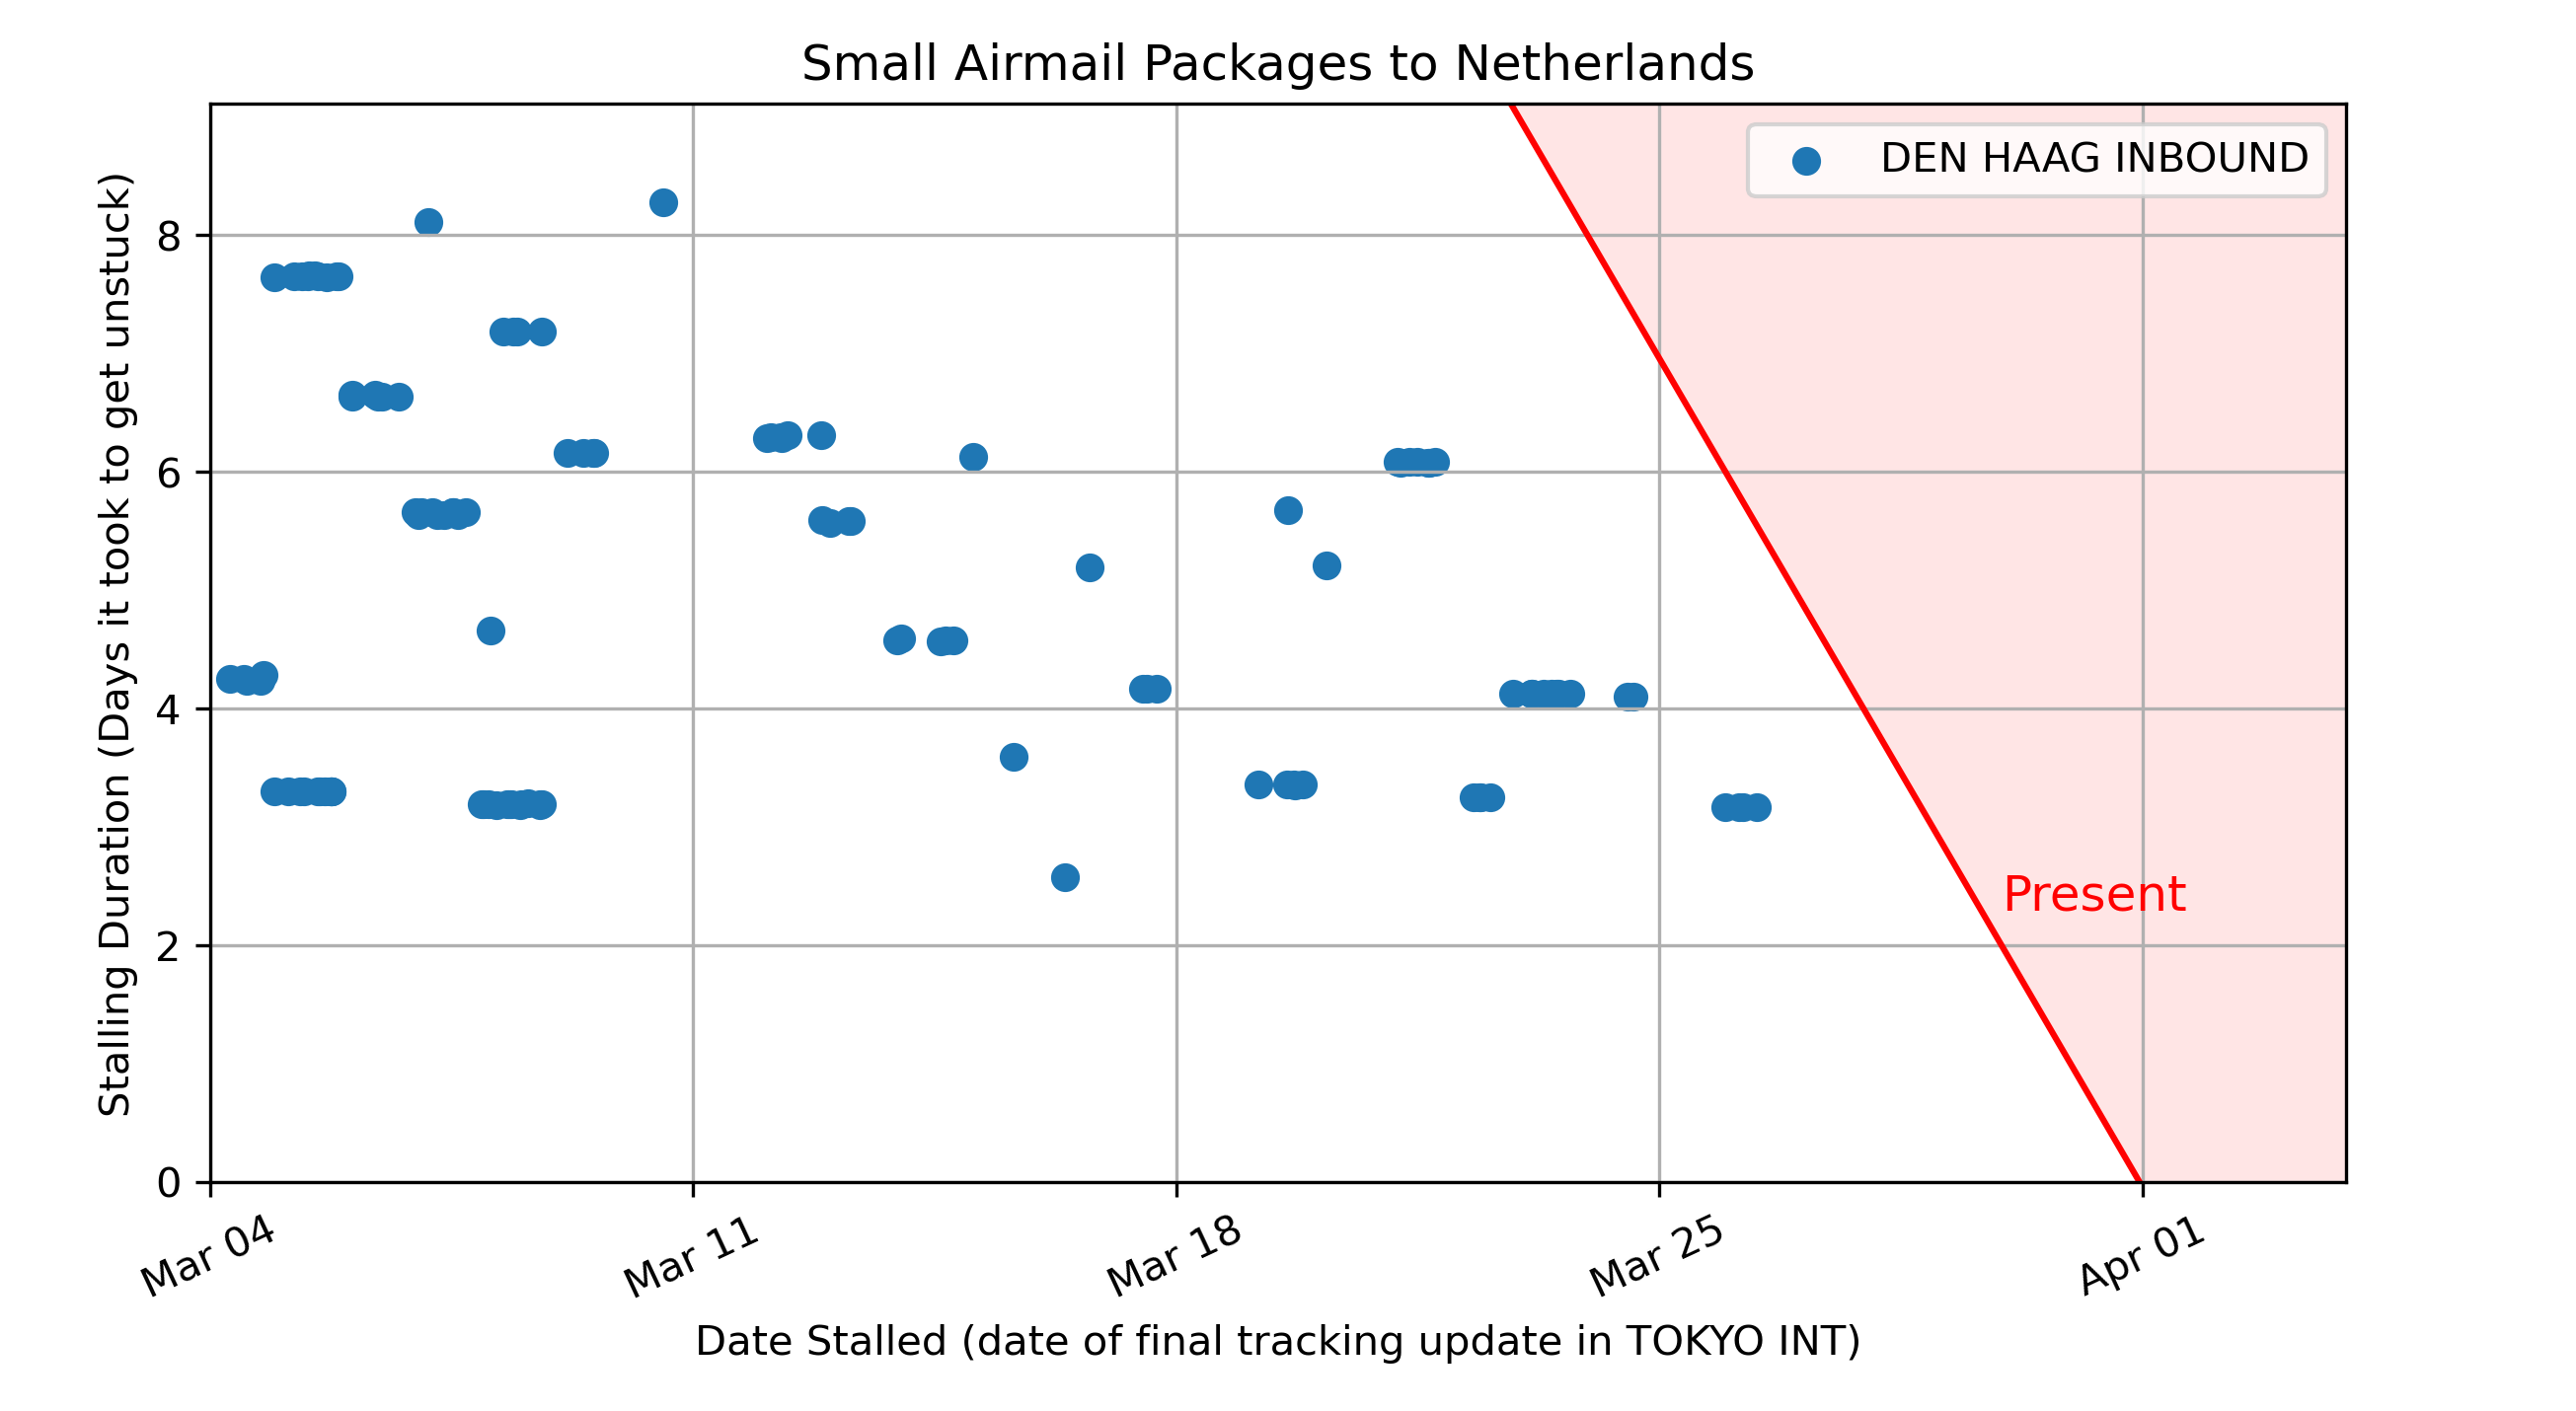 Small Airmail Packages to Netherlands
DEN HAAG INBOUND
Stalling Duration (Days it took to get unstuck)
8
6
4
2
0
Present
Mar 04
Mar 11
Mar 18
Mar 25
Apr 01
Date Stalled (date of final tracking update in TOKYO INT)